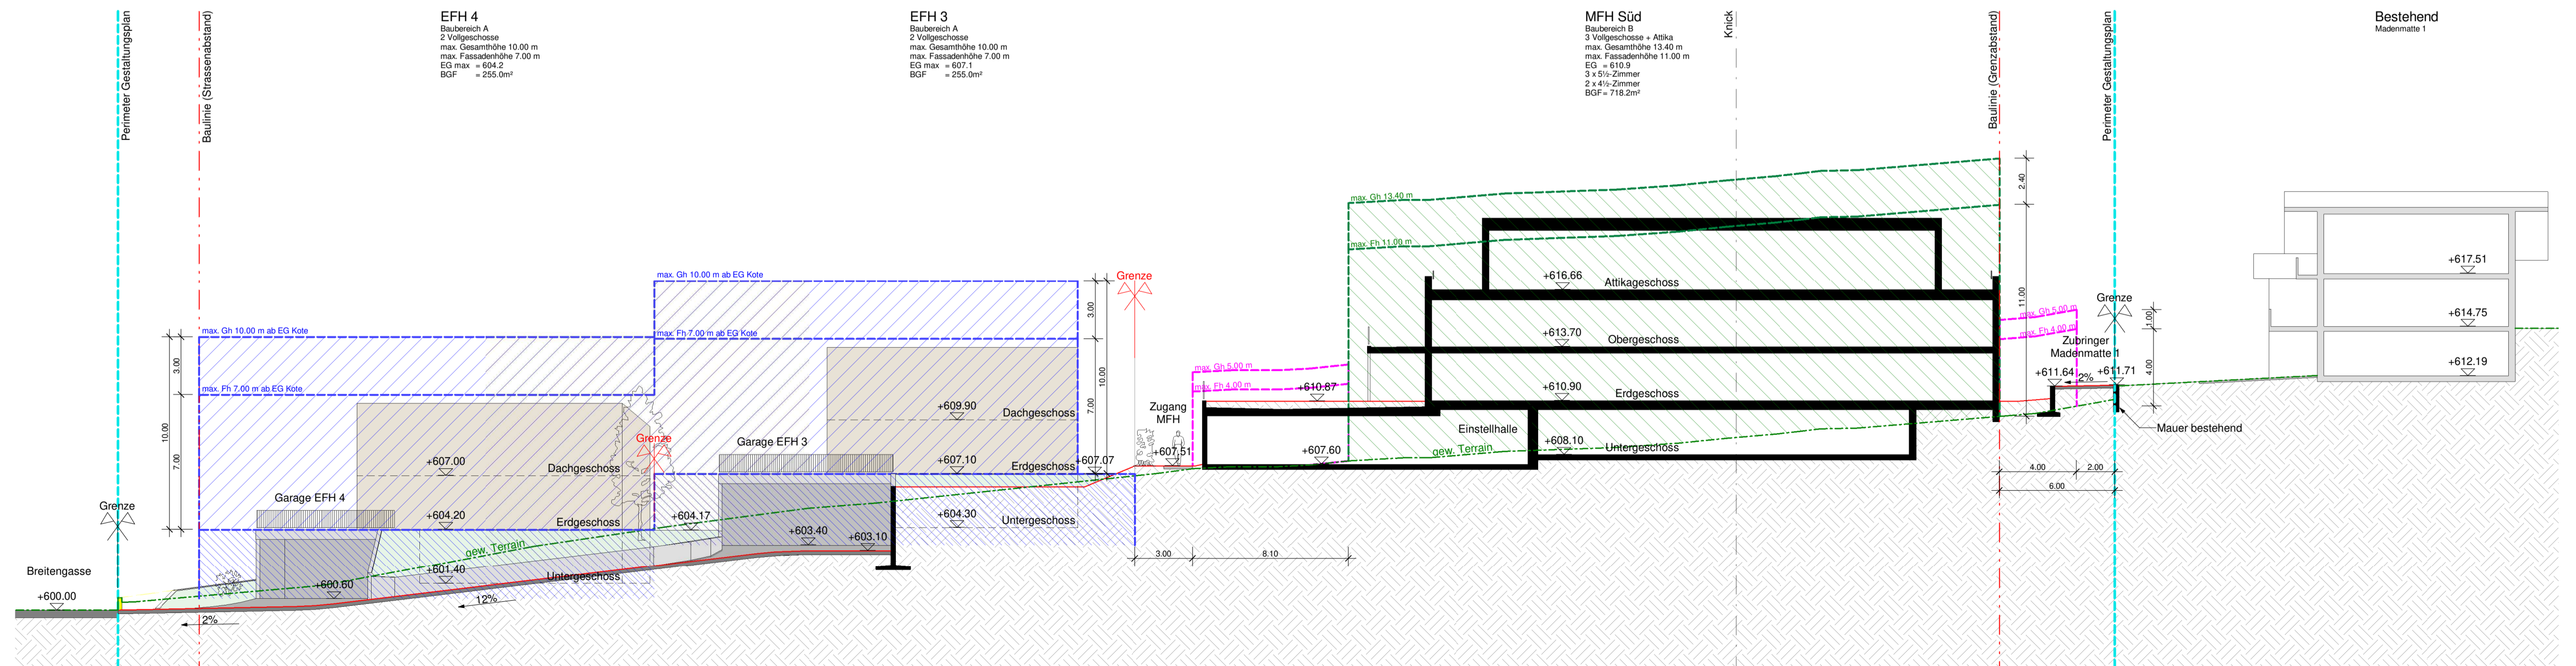 EFH 4
Baubereich A
2 Vollgeschosse
max. Gesamthöhe 10.00 m
max. Fassadenhöhe 7.00 m
EG max = 604.2
BGF = 255.0m²
EFH 3
Baubereich A
2 Vollgeschosse
max. Gesamthöhe 10.00 m
max. Fassadenhöhe 7.00 m
EG max = 607.1
BGF = 255.0m²
MFH Süd
Baubereich B
3 Vollgeschosse + Attika
max. Gesamthöhe 13.40 m
max. Fassadenhöhe 11.00 m
EG = 610.9
3 x 5½-Zimmer
2 x 4½-Zimmer
BGF = 718.2m²
Bestehend
Madenmatte 1
Perimeter Gestaltungsplan
Baulinie (Strassenabstand)
Knick
Baulinie (Grenzabstand)
Perimeter Gestaltungsplan
max. Gh 10.00 m ab EG Kote
max. Fh 7.00 m ab EG Kote
3.00
10.00
7.00
Grenze
Breitengasse
+600.00
2%
12%
Garage EFH 4
+600.60
+607.00
Dachgeschoss
+604.20
Erdgeschoss
gew. Terrain
+601.40
Untergeschoss
Grenze
+604.17
max. Gh 10.00 m ab EG Kote
max. Fh 7.00 m ab EG Kote
Garage EFH 3
+603.40
+603.10
+609.90
Dachgeschoss
+607.10
Erdgeschoss
+607.07
+604.30
Untergeschoss
3.00
10.00
7.00
Grenze
Zugang
MFH
+607.51
3.00
8.10
max. Gh 5.00 m
max. Fh 4.00 m
max. Gh 13.40 m
max. Fh 11.00 m
+610.87
+607.60
+616.66
Attikageschoss
+613.70
Obergeschoss
+610.90
Erdgeschoss
Einstellhalle
gew. Terrain
+608.10
Untergeschoss
2.40
11.00
max. Gh 5.00 m
max. Fh 4.00 m
Grenze
1.00
4.00
Zubringer
Madenmatte 1
+611.64
2%
+611.71
Mauer bestehend
4.00
2.00
6.00
+617.51
+614.75
+612.19